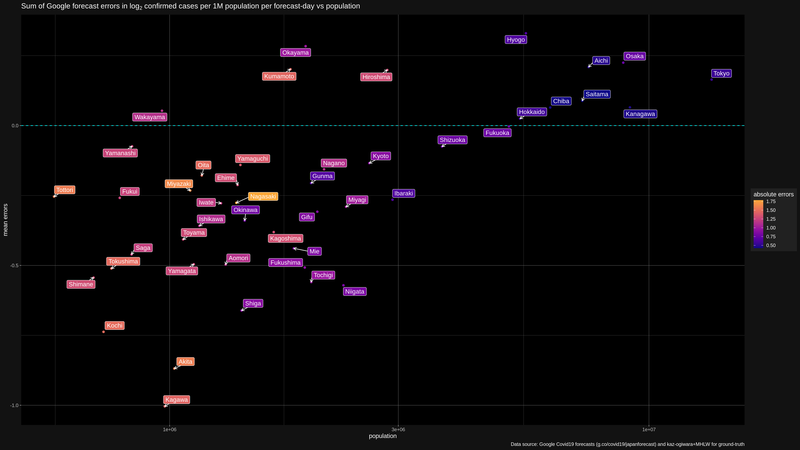 Sum of Google forecast errors in log2 confirmed cases per 1M population per forecast-day vs population
Hyogo
Okayama
Osaka
Aichi
Tokyo
Kumamoto
Hiroshima
Saitama
Chiba
Hokkaido
Kanagawa
Wakayama
0.0
Fukuoka
Shizuoka
Yamanashi
Kyoto
Yamaguchi
Oita
Nagano
Ehime
Gunma
Miyazaki
Tottori
Fukui
Ibaraki
Nagasaki
Miyagi
Iwate
Okinawa
Gifu
Ishikawa
Toyama
Kagoshima
Saga
Mie
Tokushima
Aomori
Fukushima
-0.5
Yamagata
Tochigi
Shimane
Niigata
Shiga
Kochi
Akita
Kagawa
-1.0
mean errors
1e+06
3e+06
1e+07
population
absolute errors
1.75
1.50
1.25
1.00
0.75
0.50
Data source: Google Covid19 forecasts (g.co/covid19/japanforecast) and kaz-ogiwara+MHLW for ground-truth